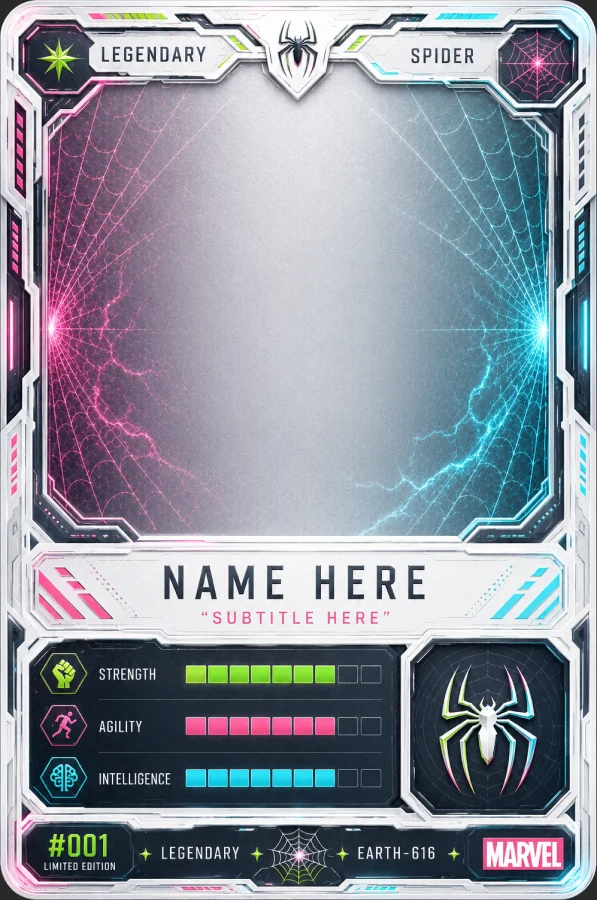 LEGENDARY
SPIDER
NAME HERE
“SUBTITLE HERE”
STRENGTH
AGILITY
INTELLIGENCE
#001
LIMITED EDITION
LEGENDARY
EARTH-616
MARVEL